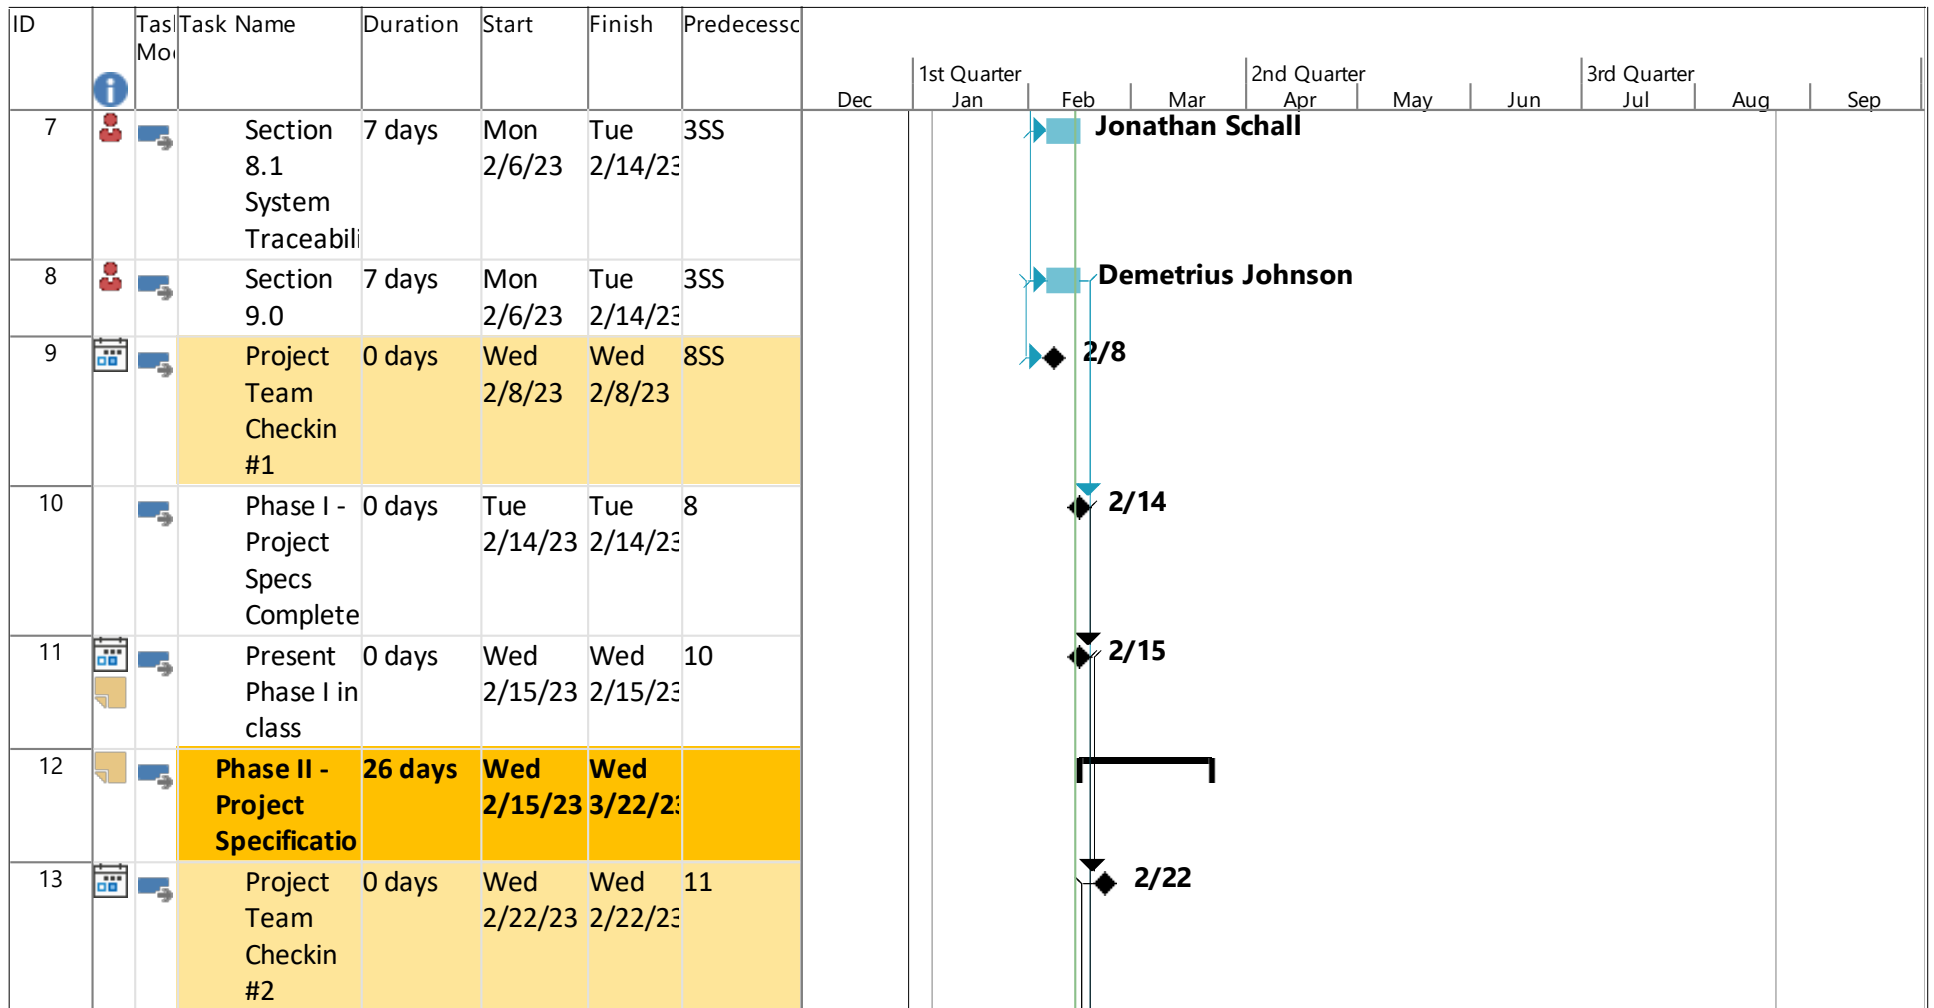 ID Task Name Duration Start Finish Predecesso
Tas
Mo
1st Quarter 2nd Quarter 3rd Quarter
Dec Jan Feb Mar Apr May Jun Jul Aug Sep
7 Section 7 days Mon Tue 3SS Jonathan Schall
8.1 2/6/23 2/14/23
System
Traceabili
8 Section 7 days Mon Tue 3SS Demetrius Johnson
9.0 2/6/23 2/14/23
9 Project 0 days Wed Wed 8SS 2/8
Team 2/8/23 2/8/23
Checkin
#1
10 Phase I - 0 days Tue Tue 8 2/14
Project 2/14/23 2/14/23
Specs
Complete
11 Present 0 days Wed Wed 10 2/15
Phase I in 2/15/23 2/15/23
class
12 Phase II - 26 days Wed Wed
Project 2/15/23 3/22/23
Specificatio
13 Project 0 days Wed Wed 11 2/22
Team 2/22/23 2/22/23
Checkin
#2